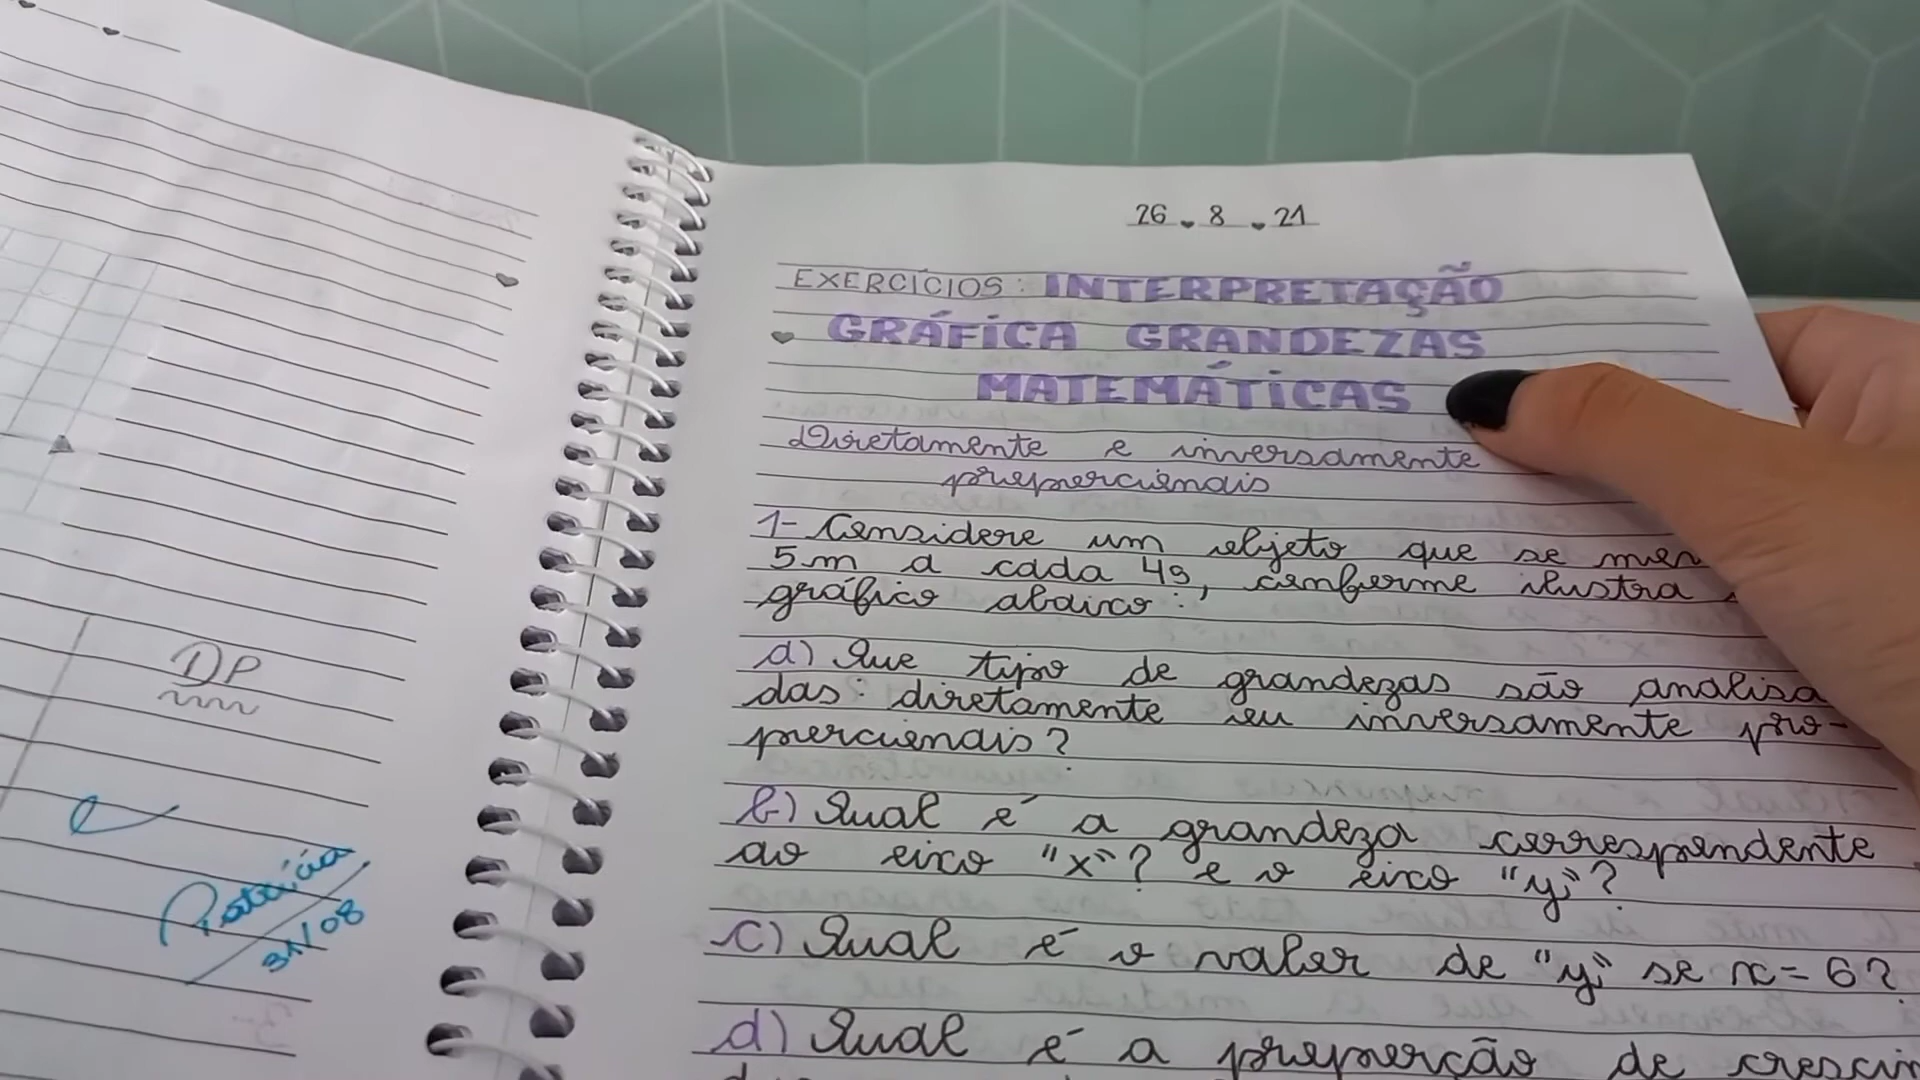 DP
Patrícia
31/08
26 8 21
EXERCÍCIOS: INTERPRETAÇÃO
GRÁFICA GRANDEZAS
MATEMÁTICAS
Diretamente e inversamente
proporcionais
1- Considere um objeto que se mov
5m a cada 4s, conforme ilustra
gráfico abaixo:
a) Que tipo de grandezas são analisa
das: diretamente ou inversamente pro-
porcionais?
b) Qual é a grandeza correspondente
ao eixo "x"? e o eixo "y"?
c) Qual é o valor de "y" se x = 6?
d) Qual é a proporção de crescim